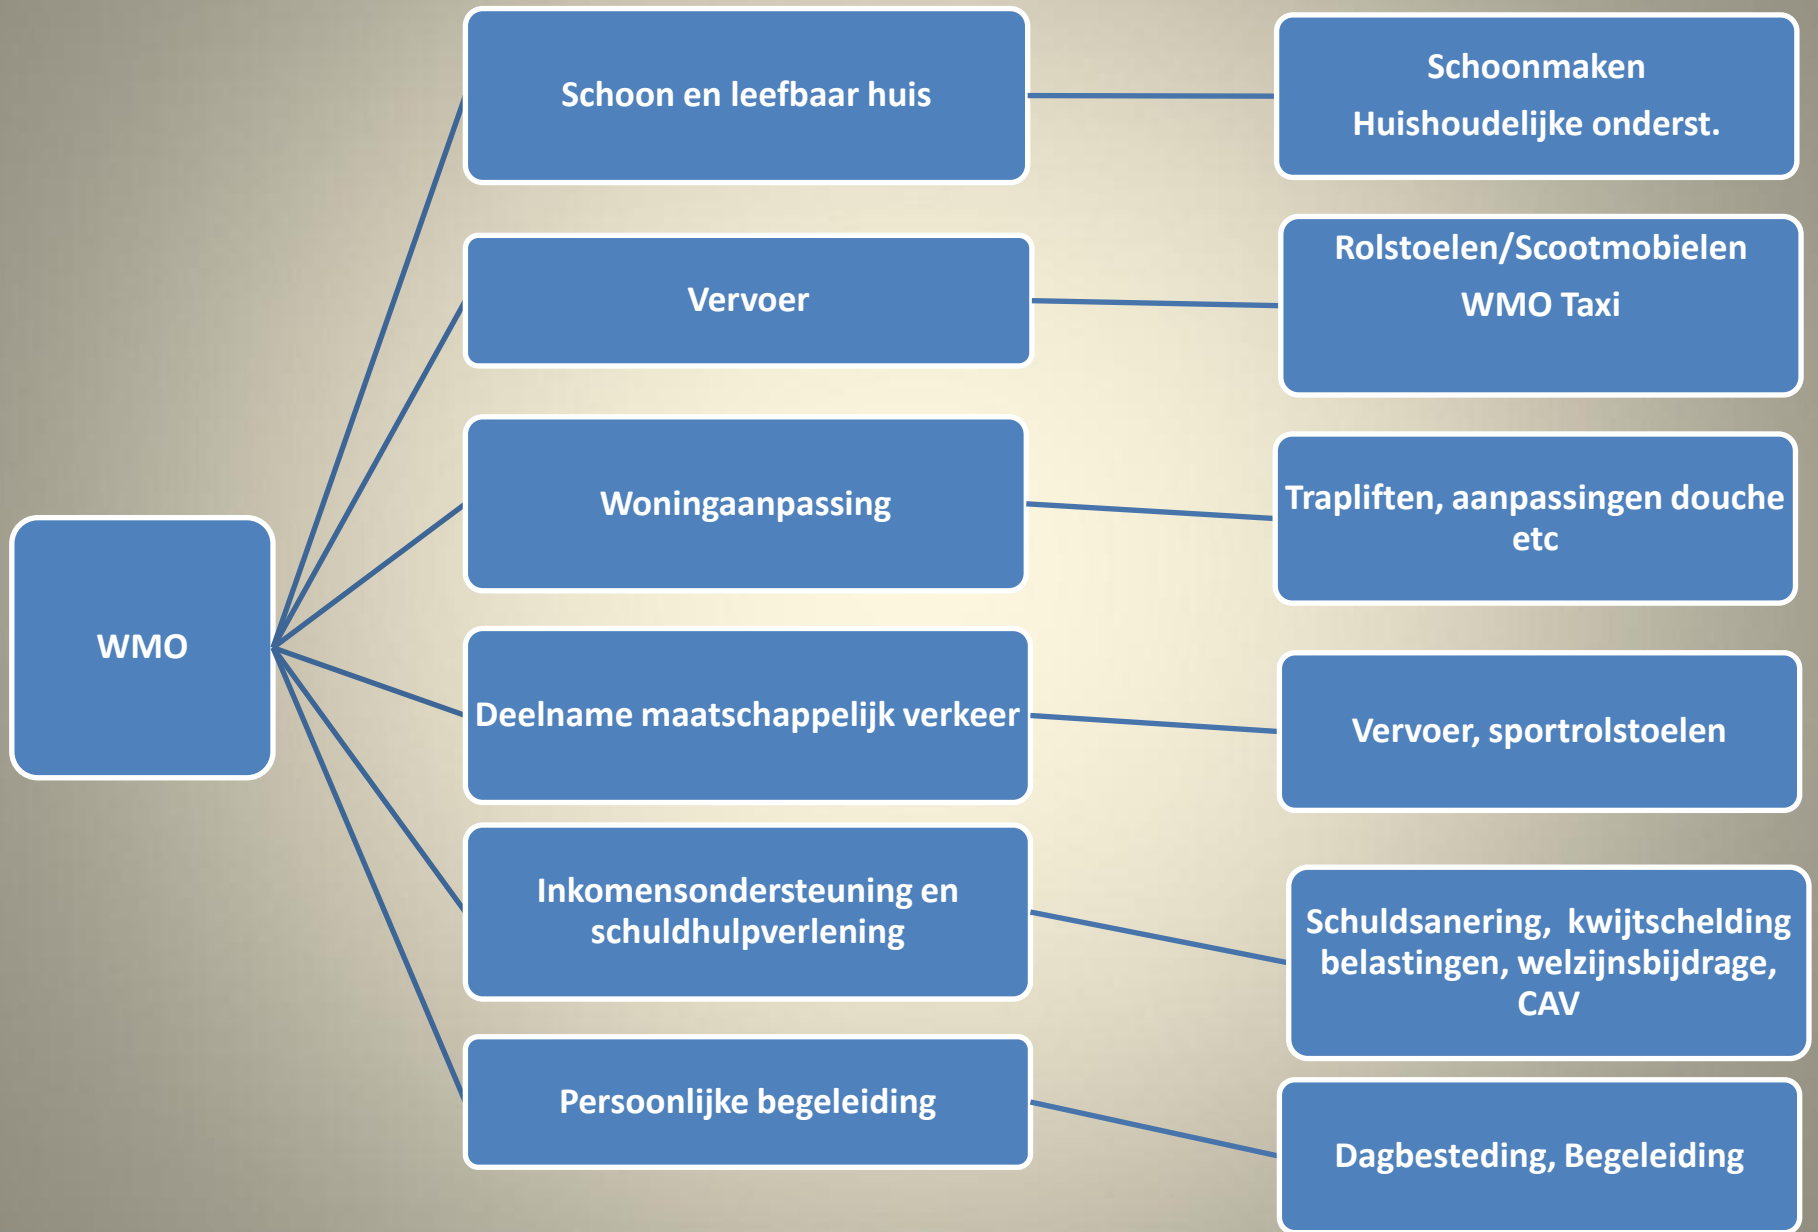 WMO
Schoon en leefbaar huis
Schoonmaken
Huishoudelijke onderst.
Vervoer
Rolstoelen/Scootmobielen
WMO Taxi
Woningaanpassing
Trapliften, aanpassingen douche
etc
Deelname maatschappelijk verkeer
Vervoer, sportrolstoelen
Inkomensondersteuning en
schuldhulpverlening
Schuldsanering, kwijtschelding
belastingen, welzijnsbijdrage,
CAV
Persoonlijke begeleiding
Dagbesteding, Begeleiding